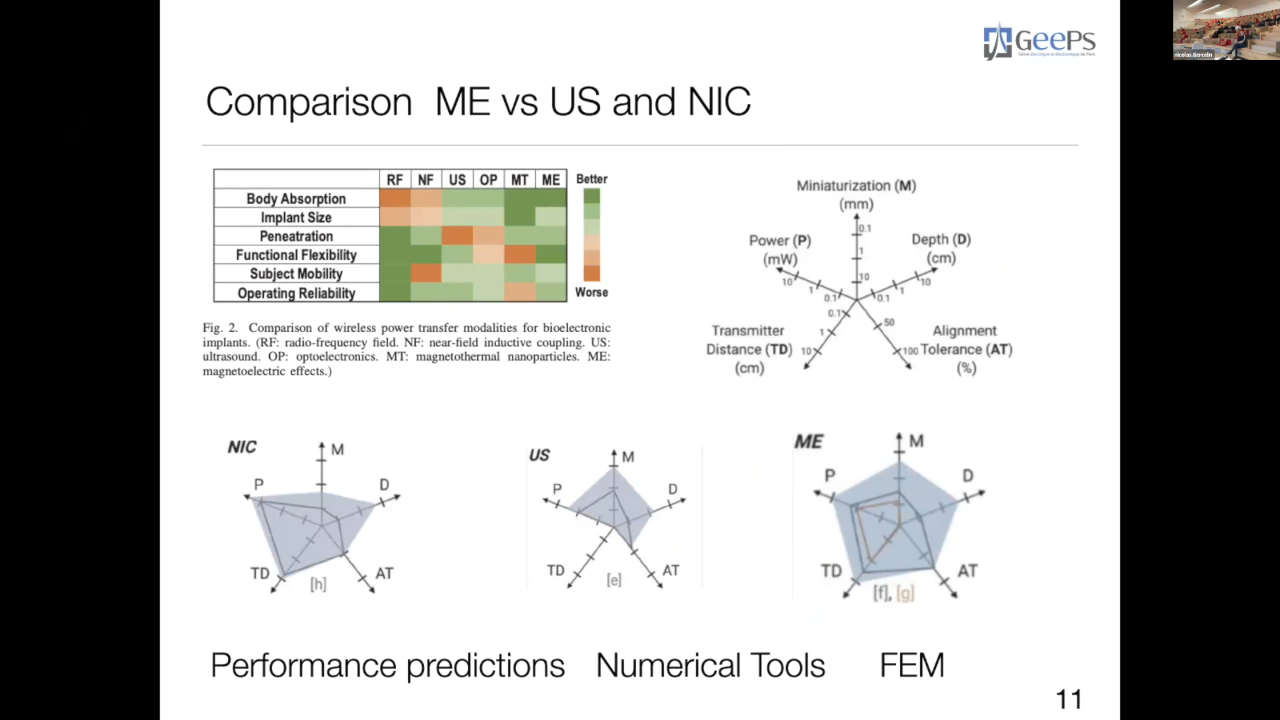 GeePs
Comparison ME vs US and NIC
RF NF US OP MT ME
Better
Body Absorption
Implant Size
Peneatration
Functional Flexibility
Subject Mobility
Operating Reliability
Worse
Fig. 2. Comparison of wireless power transfer modalities for bioelectronic
implants. (RF: radio-frequency field. NF: near-field inductive coupling. US:
ultrasound. OP: optoelectronics. MT: magnetothermal nanoparticles. ME:
magnetoelectric effects.)
Miniaturization (M)
(mm)
0.1
1
10
Power (P)
(mW)
10
1
0.1
Depth (D)
(cm)
0.1
1
10
Transmitter
Distance (TD)
(cm)
0.1
1
10
Alignment
Tolerance (AT)
(%)
50
100
NIC
M
P
D
TD
AT
[h]
US
M
P
D
TD
AT
[e]
ME
M
P
D
TD
AT
[f], [g]
Performance predictions Numerical Tools FEM
11